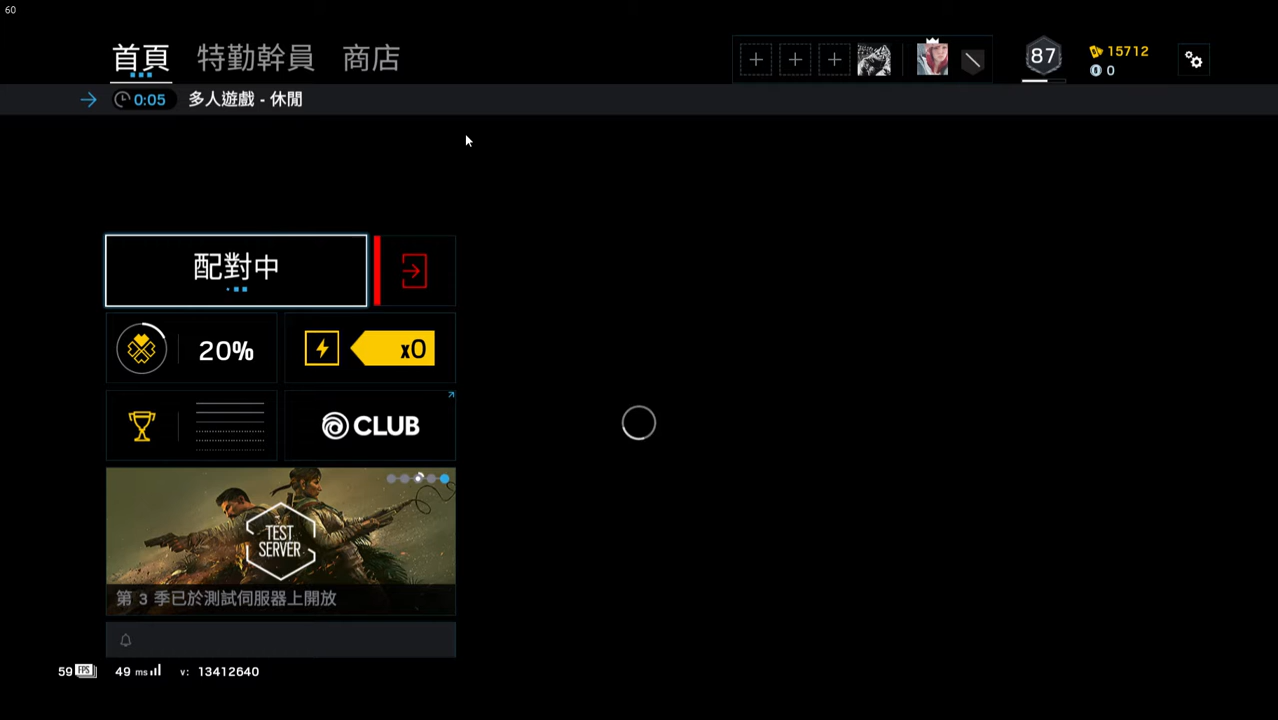 60
首頁 特勤幹員 商店
87
15712
0
0:05 多人遊戲 - 休閒
配對中
20%
x0
CLUB
TEST
SERVER
第 3 季已於測試伺服器上開放
59 FPS 49 ms v: 13412640